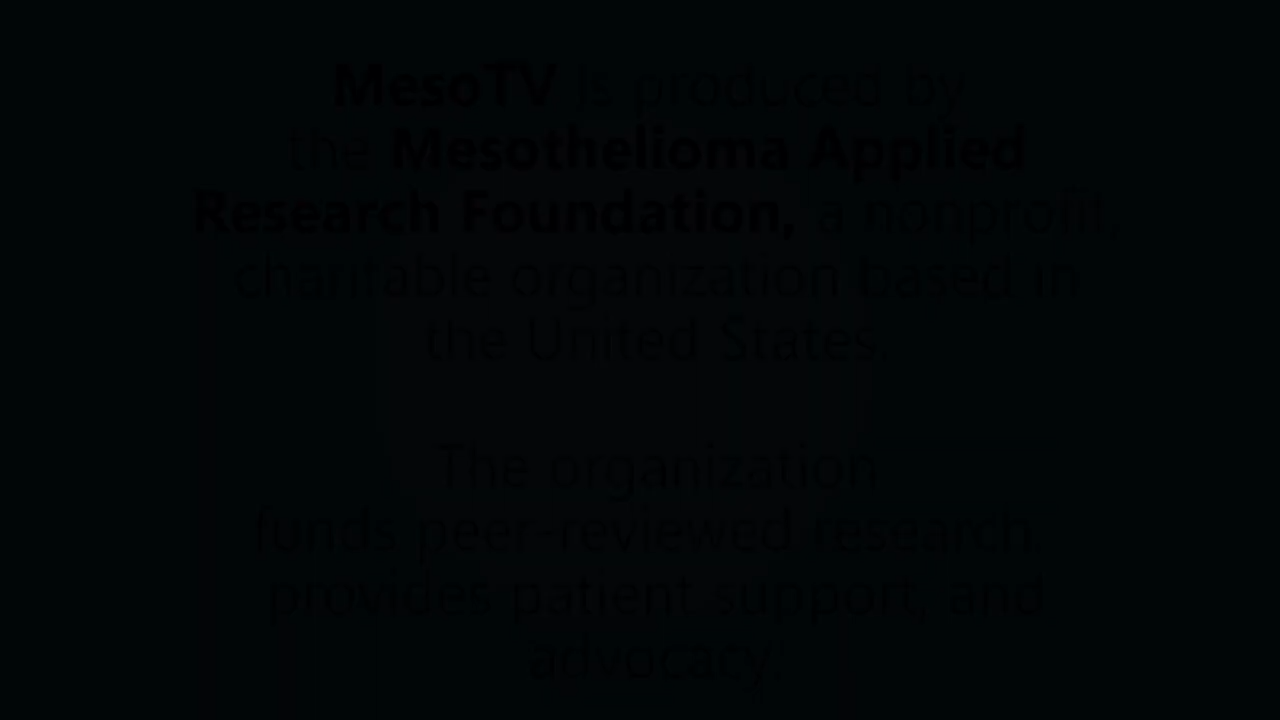 MesoTV is produced by
the Mesothelioma Applied
Research Foundation, a nonprofit,
charitable organization based in
the United States.
The organization
funds peer-reviewed research,
provides patient support, and
advocacy.